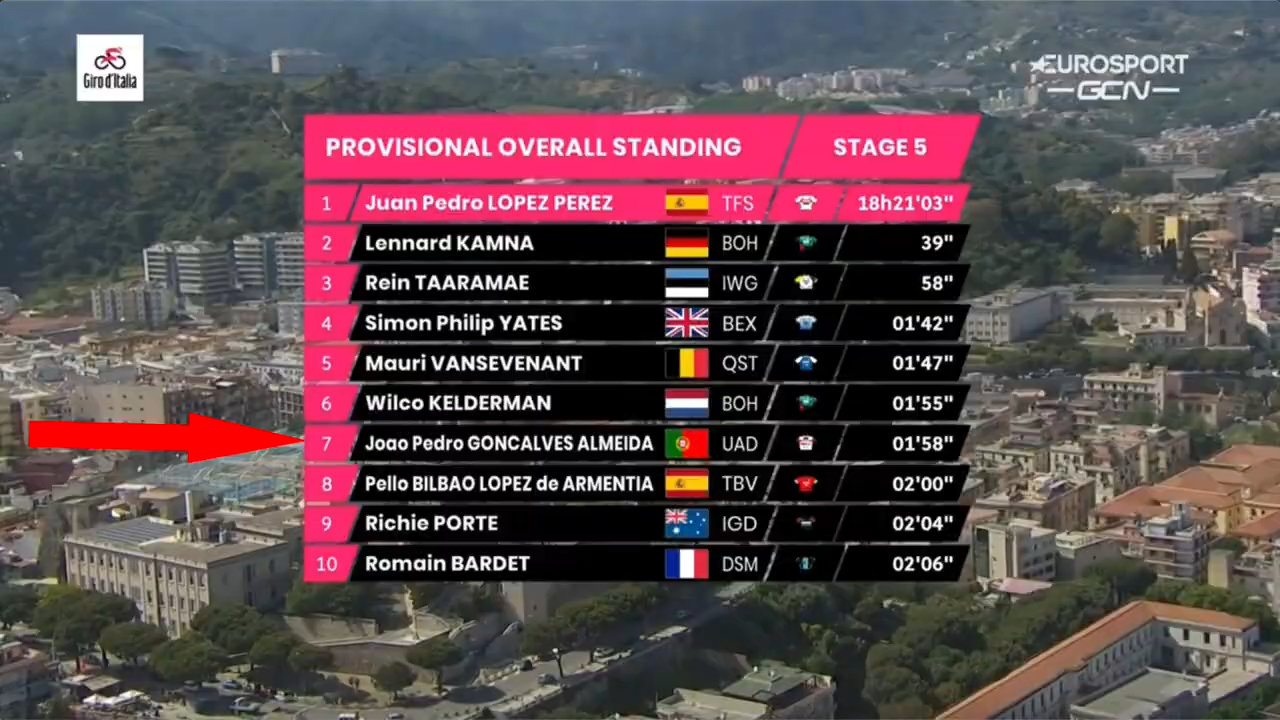 Giro d'Italia
EUROSPORT
GCN
PROVISIONAL OVERALL STANDING STAGE 5
1 Juan Pedro LOPEZ PEREZ TFS 18h21'03"
2 Lennard KAMNA BOH 39"
3 Rein TAARAMAE IWG 58"
4 Simon Philip YATES BEX 01'42"
5 Mauri VANSEVENANT QST 01'47"
6 Wilco KELDERMAN BOH 01'55"
7 Joao Pedro GONCALVES ALMEIDA UAD 01'58"
8 Pello BILBAO LOPEZ de ARMENTIA TBV 02'00"
9 Richie PORTE IGD 02'04"
10 Romain BARDET DSM 02'06"